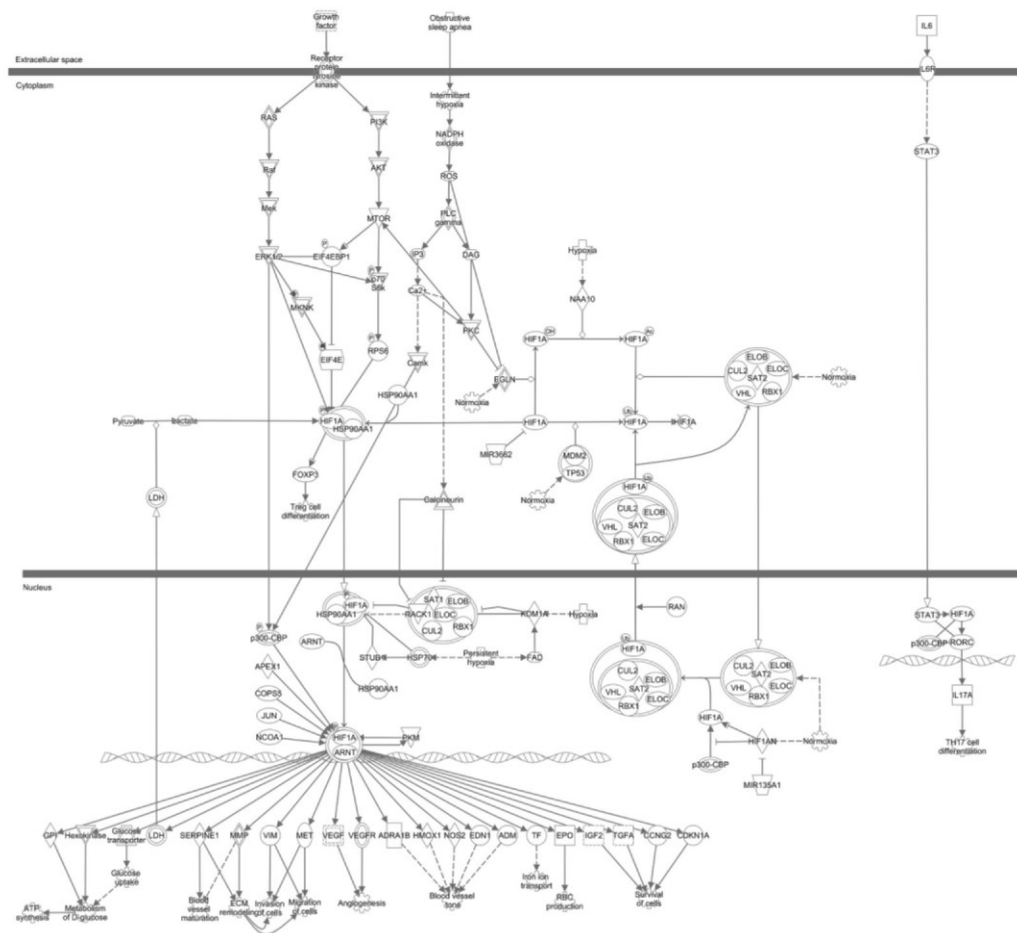 Growth
factor
Obstructive
sleep apnea
IL6
Extracellular space
Receptor
protein
tyrosine
kinase
IL6R
Cytoplasm
Intermittent
hypoxia
RAS
PI3K
NADPH
oxidase
STAT3
Raf
AKT
ROS
Mek
MTOR
PLC
gamma
P
ERK1/2
EIF4EBP1
IP3
DAG
Hypoxia
P
p70
S6k
Ca2+
NAA10
MKNK
P
RPS6
PKC
OH
HIF1A
Ac
HIF1A
EIF4E
Camk
EGLN
ELOB
CUL2
ELOC
SAT2
VHL
RBX1
Normoxia
HSP90AA1
Normoxia
Pyruvate
lactate
HIF1A
HSP90AA1
HIF1A
Ub
HIF1A
HIF1A
MIR3662
MDM2
TP53
FOXP3
LDH
Treg cell
differentiation
Calcineurin
Normoxia
Ub
HIF1A
CUL2
ELOB
VHL
SAT2
RBX1
ELOC
Nucleus
HIF1A
HSP90AA1
SAT1
ELOB
RACK1
ELOC
RBX1
CUL2
KDM1A
Hypoxia
RAN
STAT3
HIF1A
P
p300-CBP
ARNT
p300-CBP
RORC
STUB1
HSP70
Persistent
hypoxia
FAD
Ub
HIF1A
APEX1
HSP90AA1
CUL2
ELOB
VHL
SAT2
RBX1
ELOC
CUL2
ELOB
SAT2
VHL
ELOC
RBX1
COPS5
IL17A
JUN
HIF1A
NCOA1
HIF1A
ARNT
PKM
HIF1AN
Normoxia
TH17 cell
differentiation
p300-CBP
MIR135A1
GPI
Hexokinase
Glucose
transporter
LDH
SERPINE1
MMP
VIM
MET
VEGF
VEGFR
ADRA1B
HMOX1
NOS2
EDN1
ADM
TF
EPO
IGF2
TGFA
CCNG2
CDKN1A
Glucose
uptake
Iron ion
transport
ATP
synthesis
Metabolism
of D-glucose
Blood
vessel
maturation
ECM
remodeling
Invasion
of cells
Migration
of cells
Angiogenesis
Blood vessel
tone
RBC
production
Survival
of cells